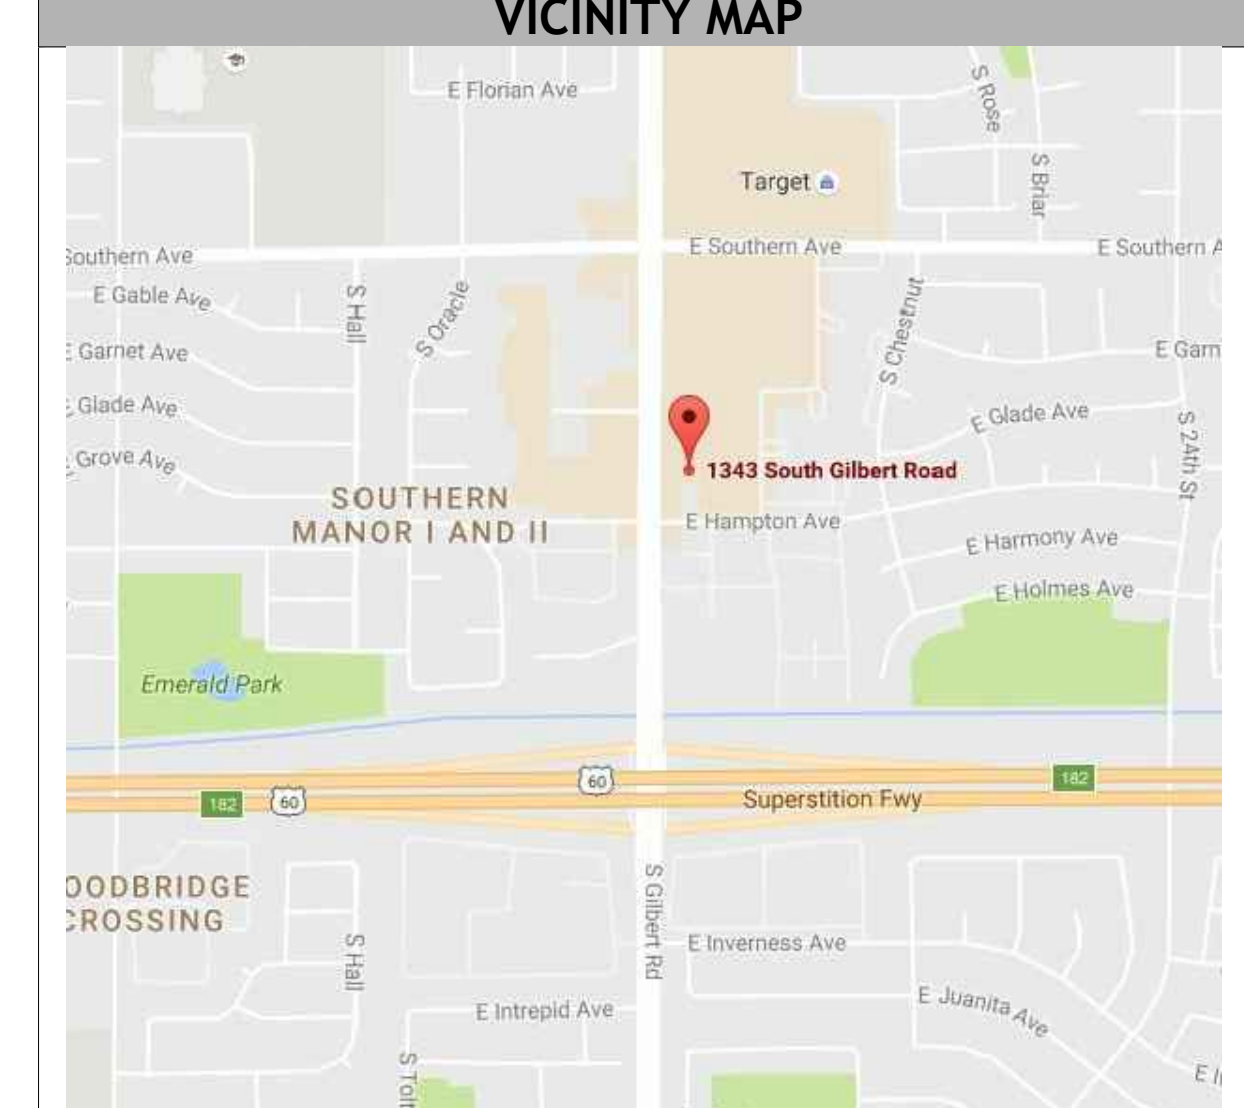 VICINITY MAP
E Florian Ave
S Rose
S Briar
Target
Southern Ave
E Southern Ave
E Southern A
E Gable Ave
S Hall
S Oracle
S Chestnut
E Garnet Ave
E Garn
Glade Ave
E Glade Ave
S 24th St
Grove Ave
1343 South Gilbert Road
SOUTHERN
MANOR I AND II
E Hampton Ave
E Harmony Ave
E Holmes Ave
Emerald Park
60
182
182
60
Superstition Fwy
OODBRIDGE
CROSSING
S Gilbert Rd
S Hall
E Inverness Ave
E Intrepid Ave
E Juanita Ave
S Tolt
E I